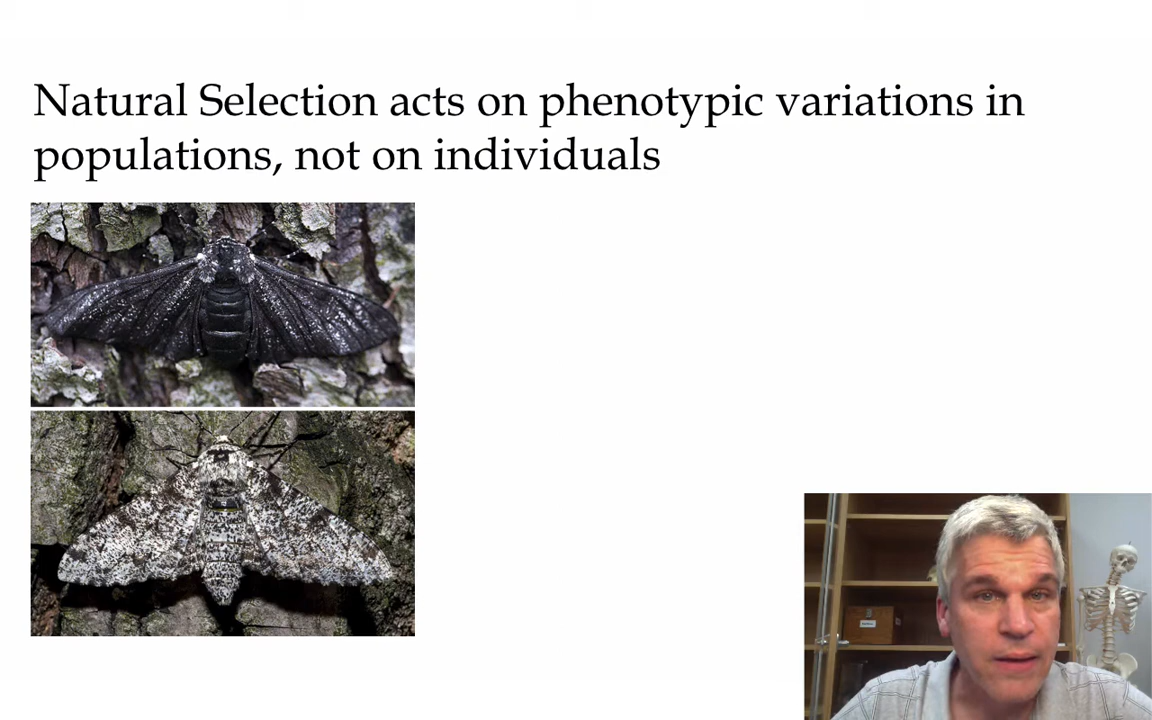 Natural Selection acts on phenotypic variations in
populations, not on individuals